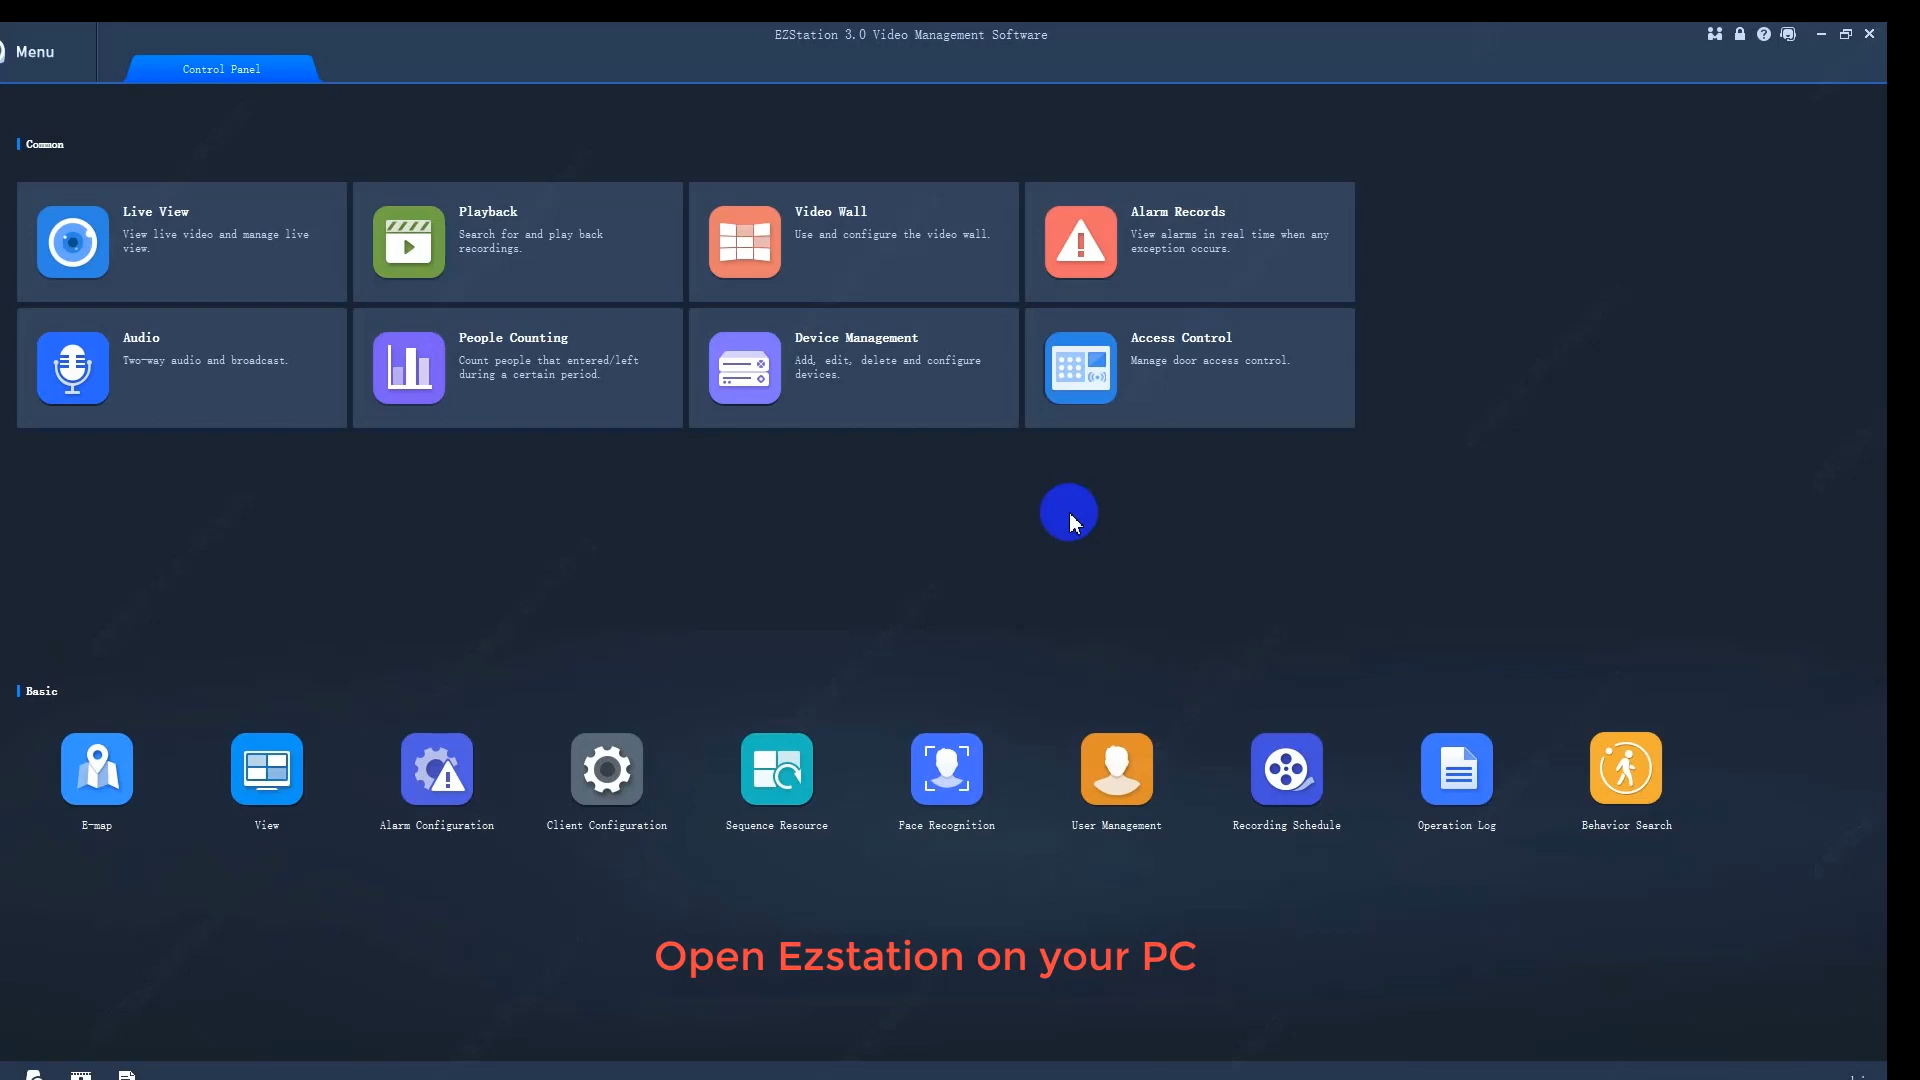 EZStation 3.0 Video Management Software
Menu
Control Panel
Common
Live View
View live video and manage live
view.
Playback
Search for and play back
recordings.
Video Wall
Use and configure the video wall.
Alarm Records
View alarms in real time when any
exception occurs.
Audio
Two-way audio and broadcast.
People Counting
Count people that entered/left
during a certain period.
Device Management
Add, edit, delete and configure
devices.
Access Control
Manage door access control.
Basic
E-map
View
Alarm Configuration
Client Configuration
Sequence Resource
Face Recognition
User Management
Recording Schedule
Operation Log
Behavior Search
Open Ezstation on your PC